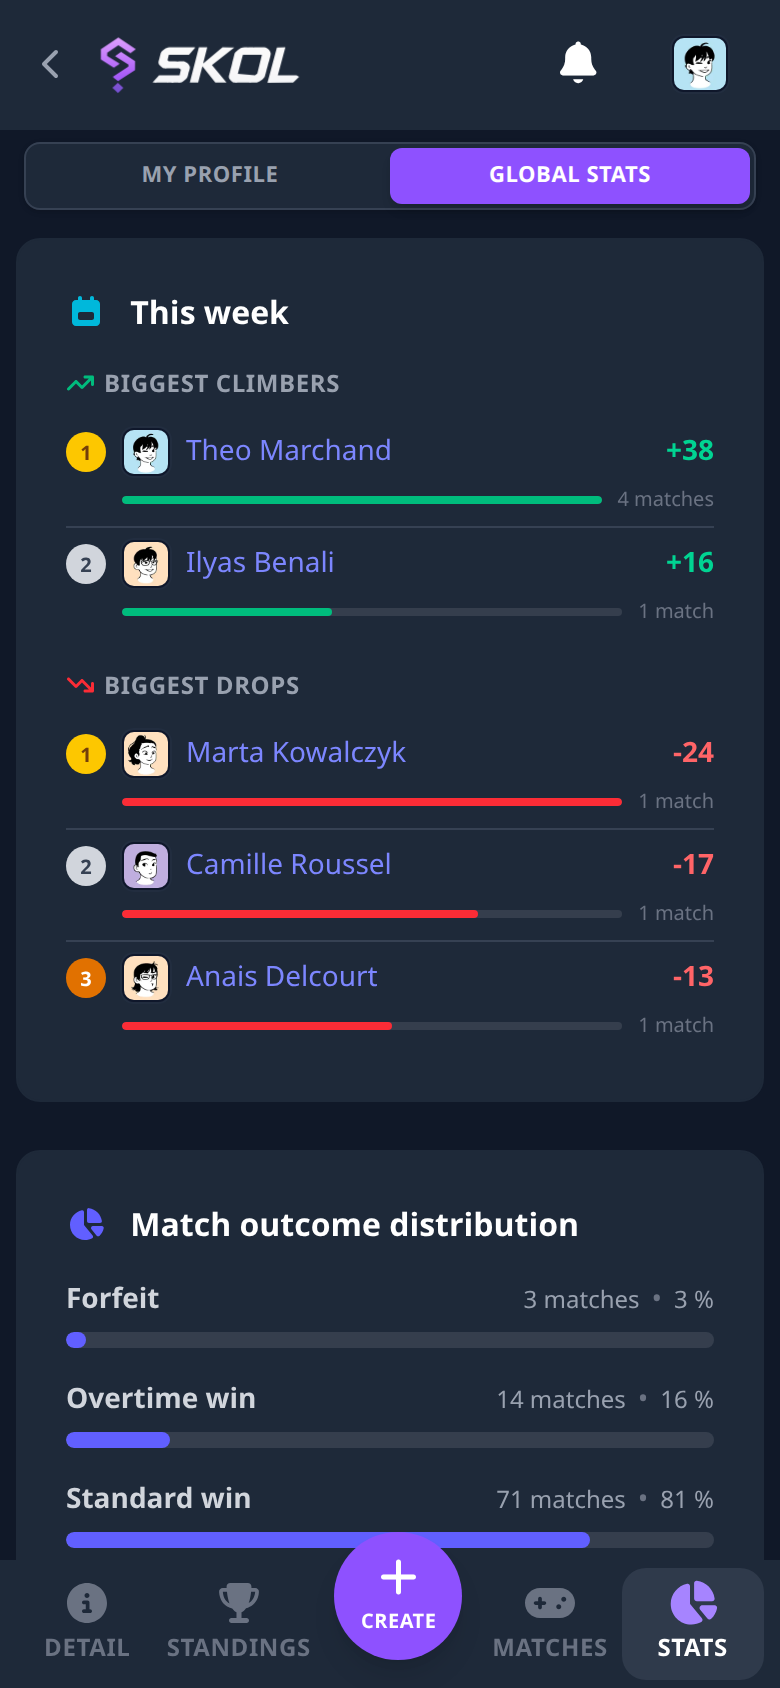 SKOL
MY PROFILE
GLOBAL STATS
This week
BIGGEST CLIMBERS
1 Theo Marchand +38
4 matches
2 Ilyas Benali +16
1 match
BIGGEST DROPS
1 Marta Kowalczyk -24
1 match
2 Camille Roussel -17
1 match
3 Anais Delcourt -13
1 match
Match outcome distribution
Forfeit 3 matches • 3 %
Overtime win 14 matches • 16 %
Standard win 71 matches • 81 %
DETAIL
STANDINGS
CREATE
MATCHES
STATS